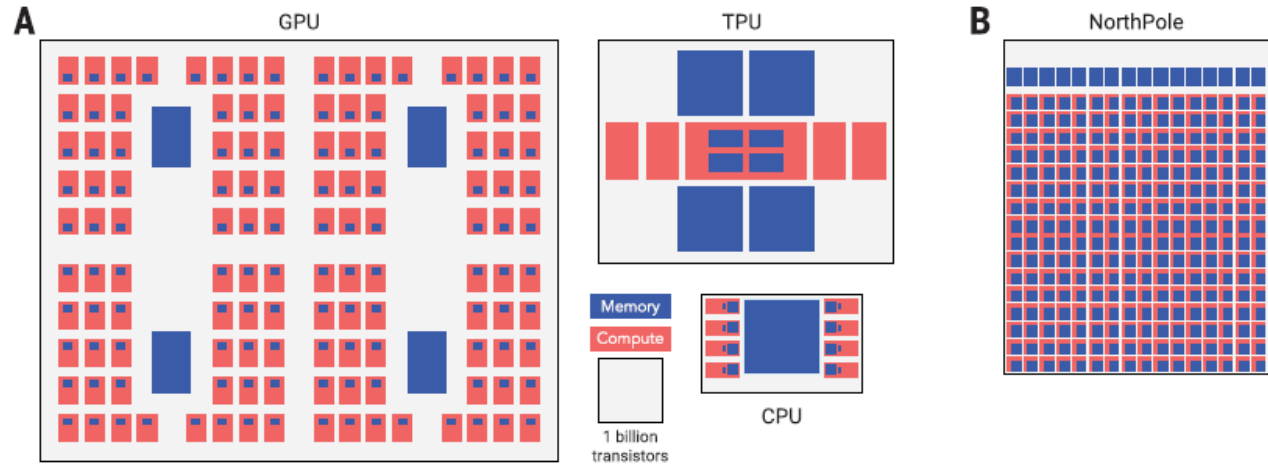 A
GPU
TPU
B
NorthPole
Memory
Compute
1 billion
transistors
CPU